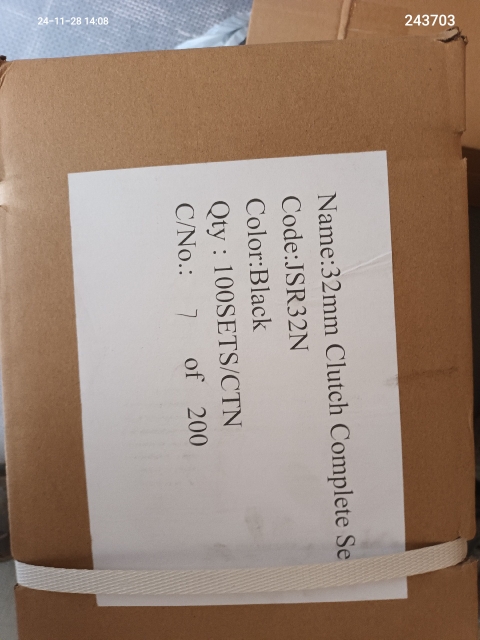 24-11-28 14:08
243703
Name:32mm Clutch Complete Se
Code:JSR32N
Color:Black
Qty : 100SETS/CTN
C/No.: 7 of 200